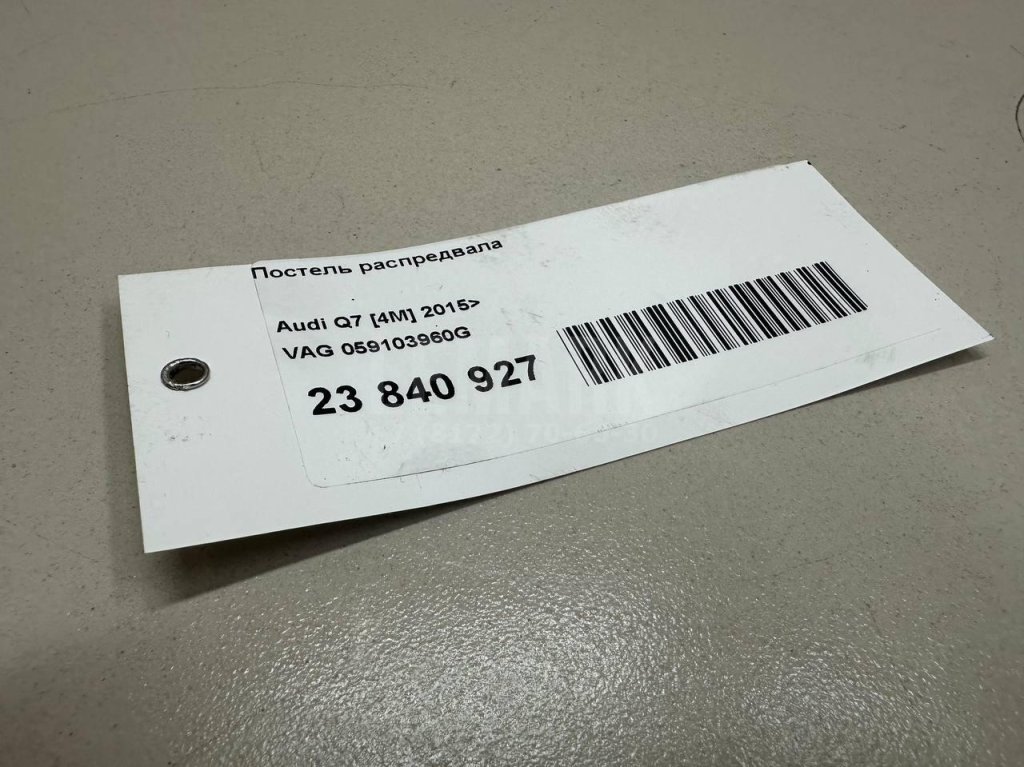 Постель распредвала
Audi Q7 [4M] 2015>
VAG 059103960G
23 840 927